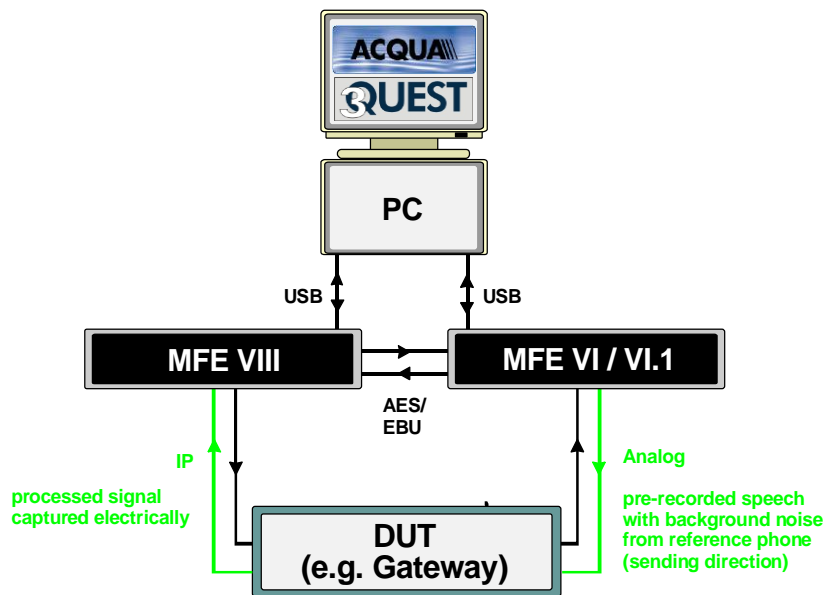 ACQUA
3QUEST
PC
USB
USB
MFE VIII
MFE VI / VI.1
AES/
EBU
IP
Analog
processed signal
captured electrically
pre-recorded speech
with background noise
from reference phone
(sending direction)
DUT
(e.g. Gateway)